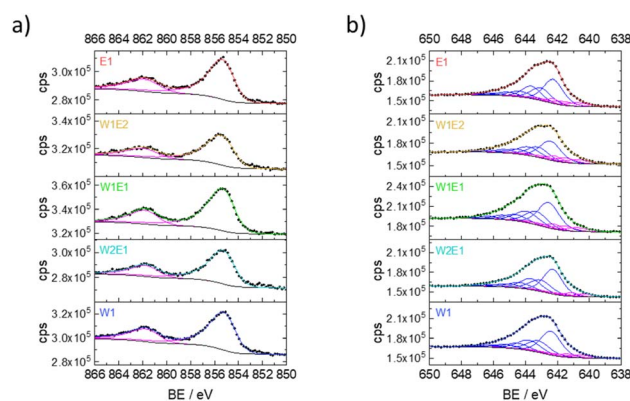 a)
b)
866 864 862 860 858 856 854 852 850
650 648 646 644 642 640 638
E1
3.0x10⁵
2.8x10⁵
cps
W1E2
3.2x10⁵
cps
W1E1
3.6x10⁵
3.4x10⁵
3.2x10⁵
cps
W2E1
3.0x10⁵
2.8x10⁵
cps
W1
3.2x10⁵
3.0x10⁵
2.8x10⁵
cps
866 864 862 860 858 856 854 852 850
BE / eV
E1
2.1x10⁵
1.8x10⁵
1.5x10⁵
cps
W1E2
2.1x10⁵
1.8x10⁵
1.5x10⁵
cps
W1E1
2.4x10⁵
2.1x10⁵
1.8x10⁵
cps
W2E1
2.1x10⁵
1.8x10⁵
1.5x10⁵
cps
W1
2.1x10⁵
1.8x10⁵
1.5x10⁵
cps
650 648 646 644 642 640 638
BE / eV